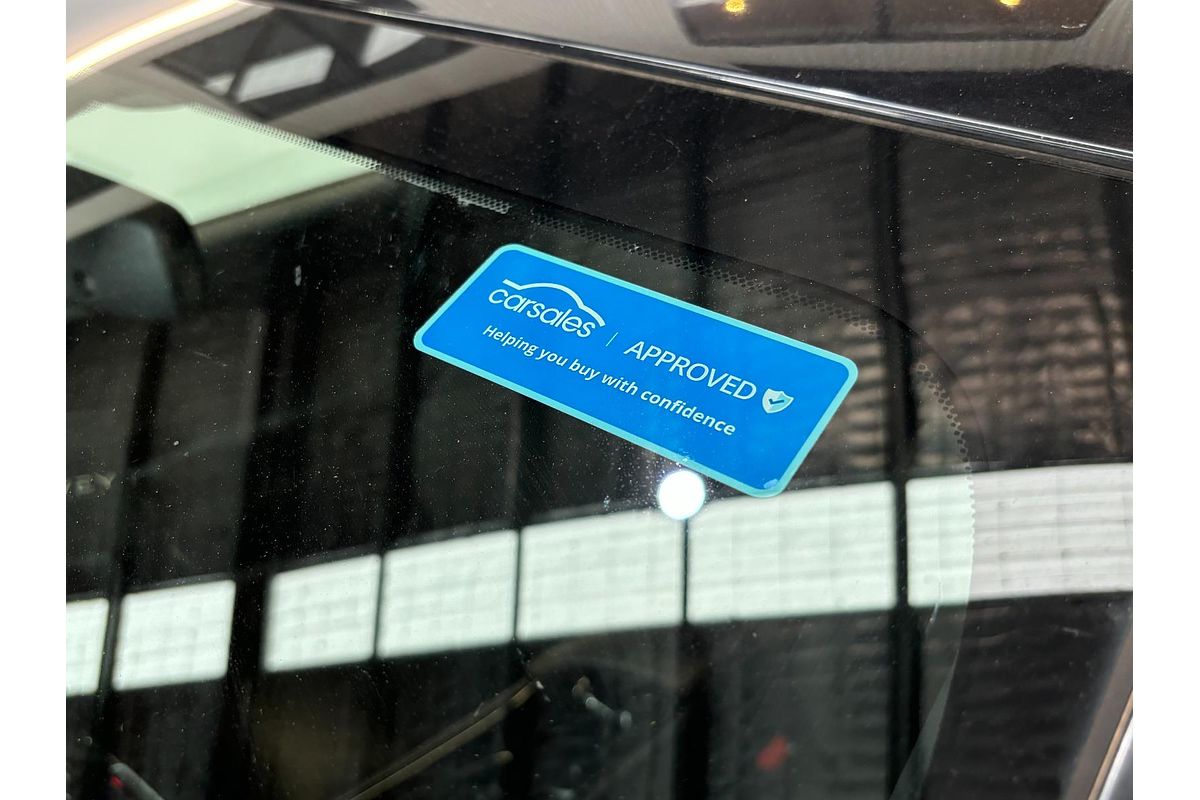 carsales | APPROVED
Helping you buy with confidence